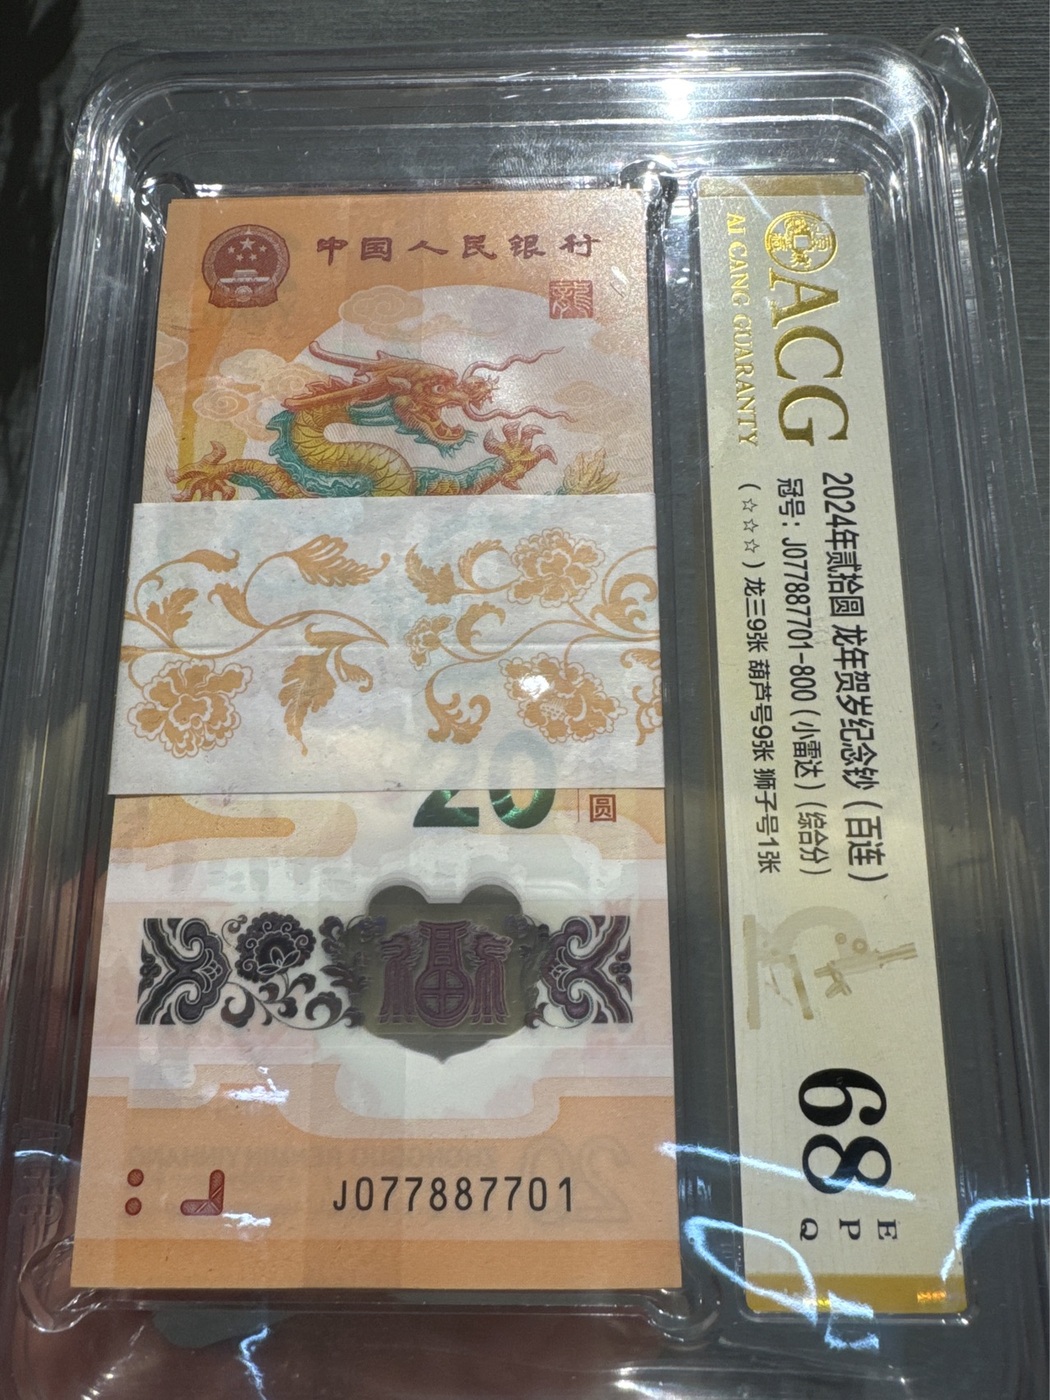 中国人民银行
20
圆
J077887701
ACG
AI CANG GUARANTY
2024年贰拾圆 龙年贺岁纪念钞（百连）
冠号：J077887701-800（小雷达）（综合分）
（☆☆☆）龙三9张 葫芦号9张 狮子号1张
68
E
P
Q